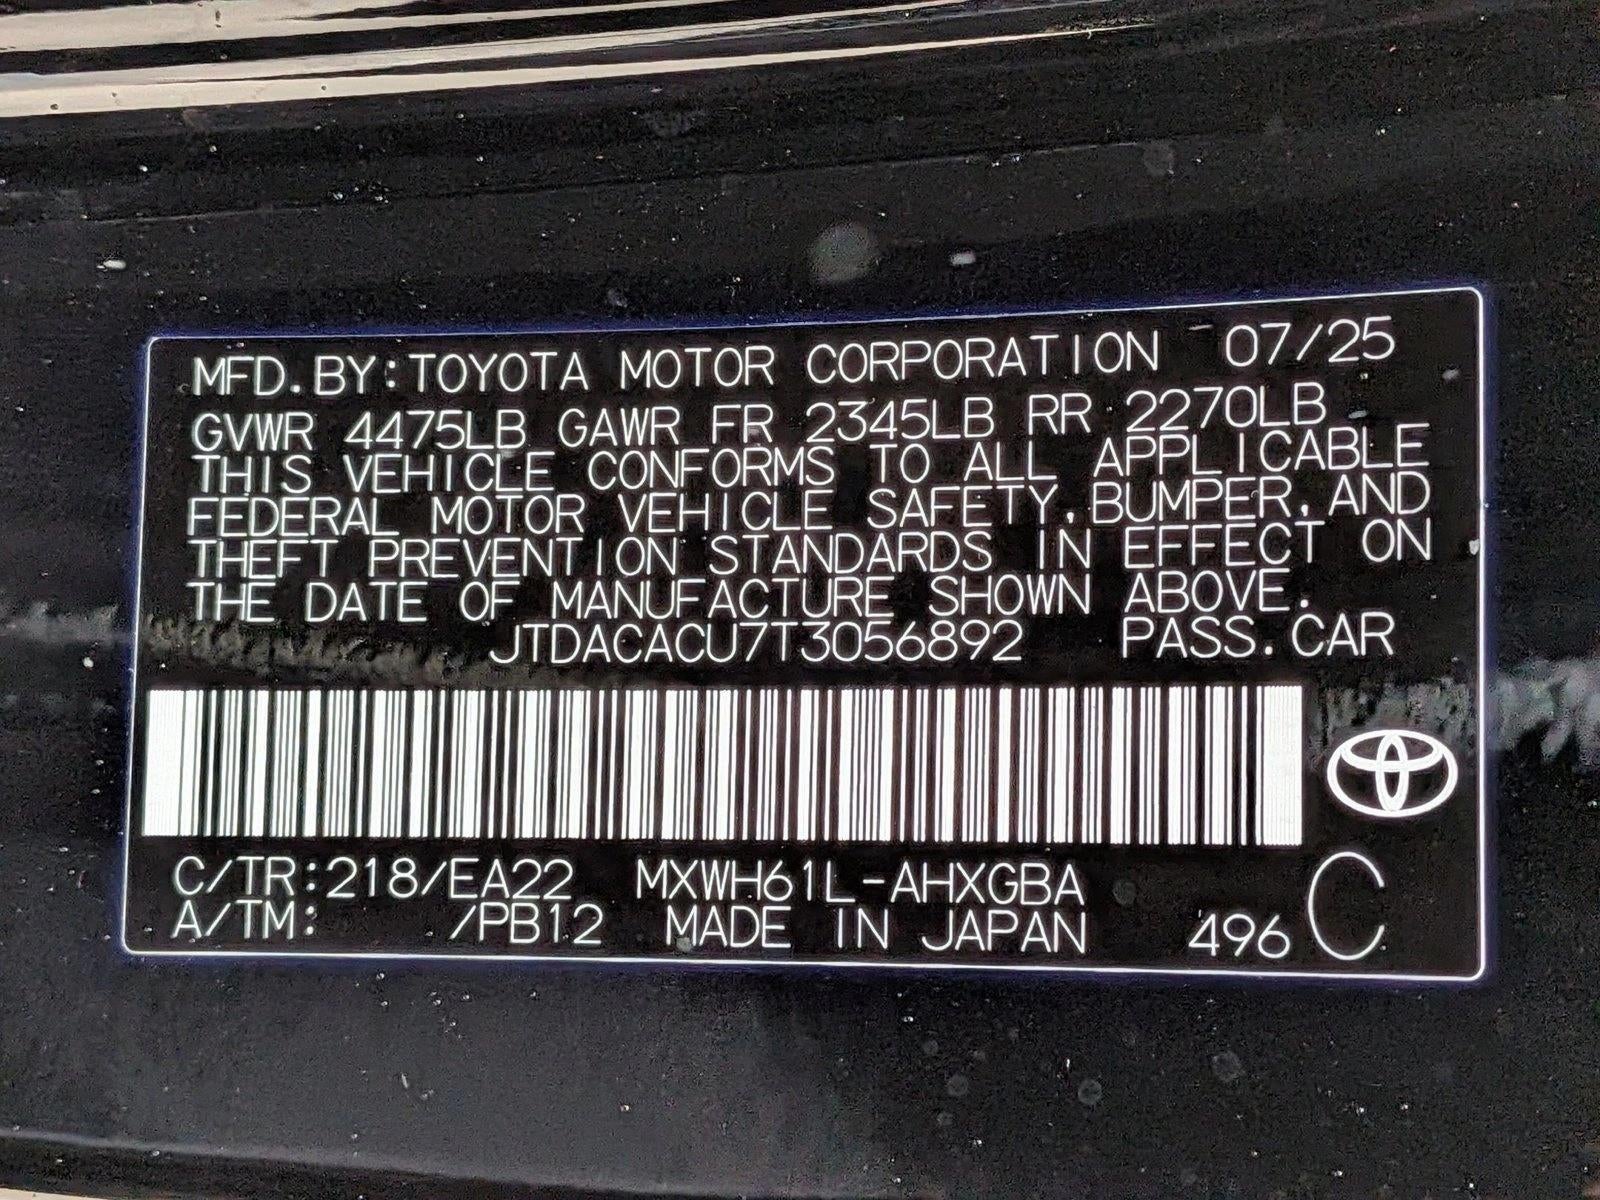 MFD.BY:TOYOTA MOTOR CORPORATION 07/25
GVWR 4475LB GAWR FR 2345LB RR 2270LB
THIS VEHICLE CONFORMS TO ALL APPLICABLE
FEDERAL MOTOR VEHICLE SAFETY,BUMPER,AND
THEFT PREVENTION STANDARDS IN EFFECT ON
THE DATE OF MANUFACTURE SHOWN ABOVE.
JTDACACU7T3056892 PASS.CAR
C/TR:218/EA22 MXWH61L-AHXGBA
A/TM: /PB12 MADE IN JAPAN 496 C